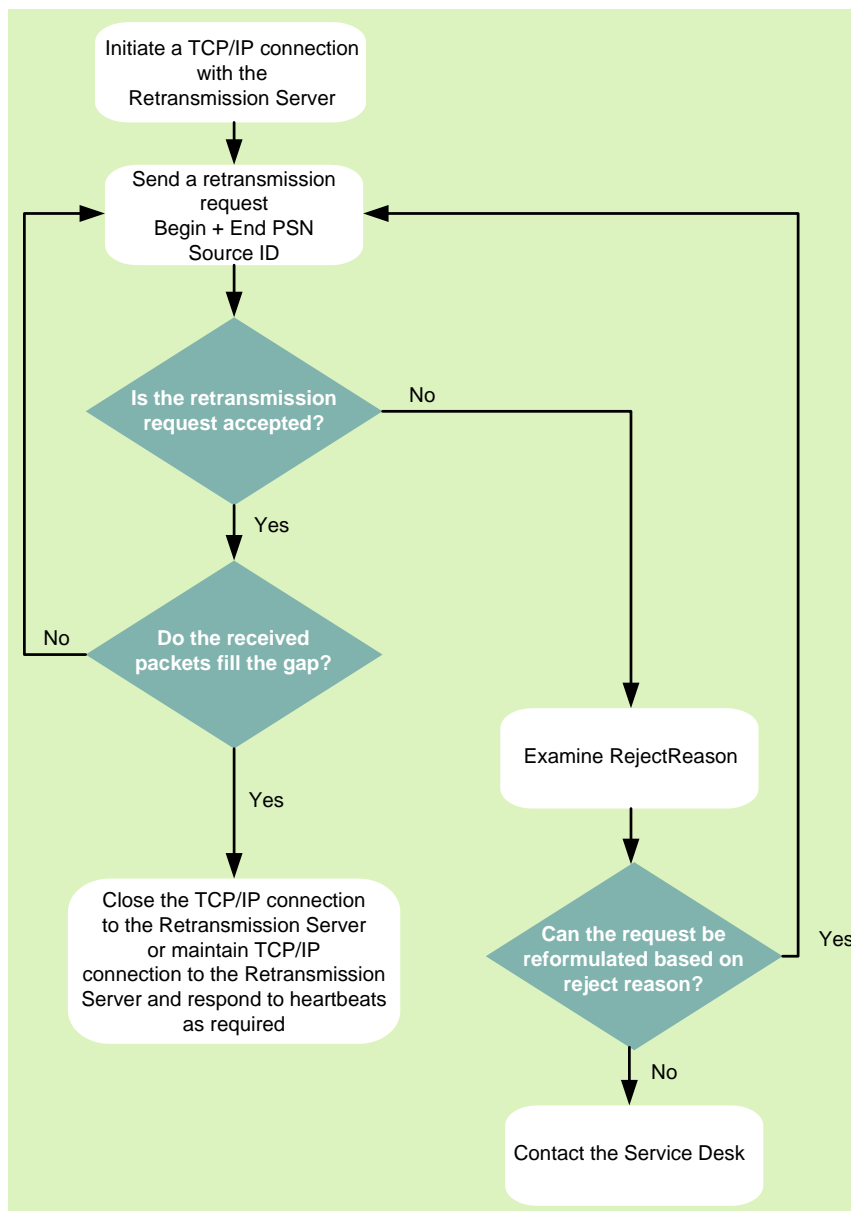 Initiate a TCP/IP connection
with the
Retransmission Server
Send a retransmission
request
Begin + End PSN
Source ID
Is the retransmission
request accepted?
No
Yes
Do the received
packets fill the gap?
No
Yes
Close the TCP/IP connection
to the Retransmission Server
or maintain TCP/IP
connection to the Retransmission
Server and respond to heartbeats
as required
Examine RejectReason
Can the request be
reformulated based on
reject reason?
Yes
No
Contact the Service Desk